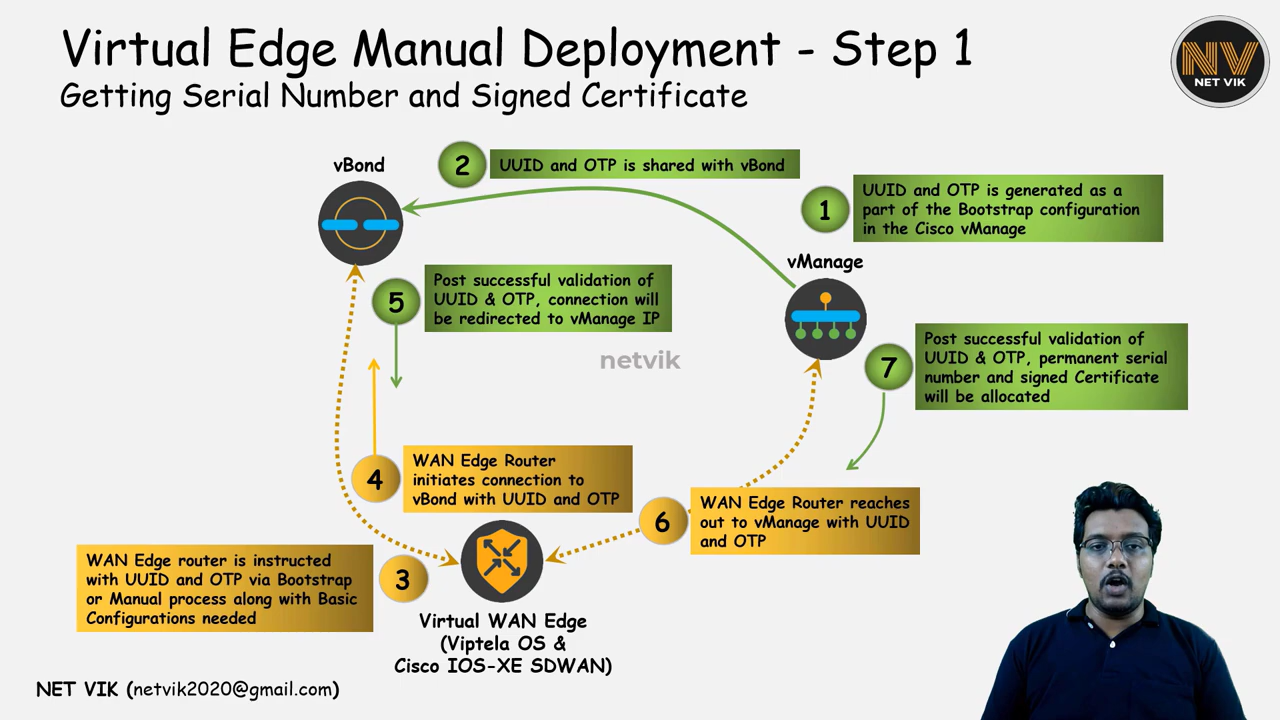 Virtual Edge Manual Deployment - Step 1
Getting Serial Number and Signed Certificate
NV
NET VIK
vBond
2
UUID and OTP is shared with vBond
1
UUID and OTP is generated as a
part of the Bootstrap configuration
in the Cisco vManage
vManage
5
Post successful validation of
UUID & OTP, connection will
be redirected to vManage IP
netvik
7
Post successful validation of
UUID & OTP, permanent serial
number and signed Certificate
will be allocated
4
WAN Edge Router
initiates connection to
vBond with UUID and OTP
6
WAN Edge Router reaches
out to vManage with UUID
and OTP
WAN Edge router is instructed
with UUID and OTP via Bootstrap
or Manual process along with Basic
Configurations needed
3
Virtual WAN Edge
(Viptela OS &
Cisco IOS-XE SDWAN)
NET VIK (netvik2020@gmail.com)